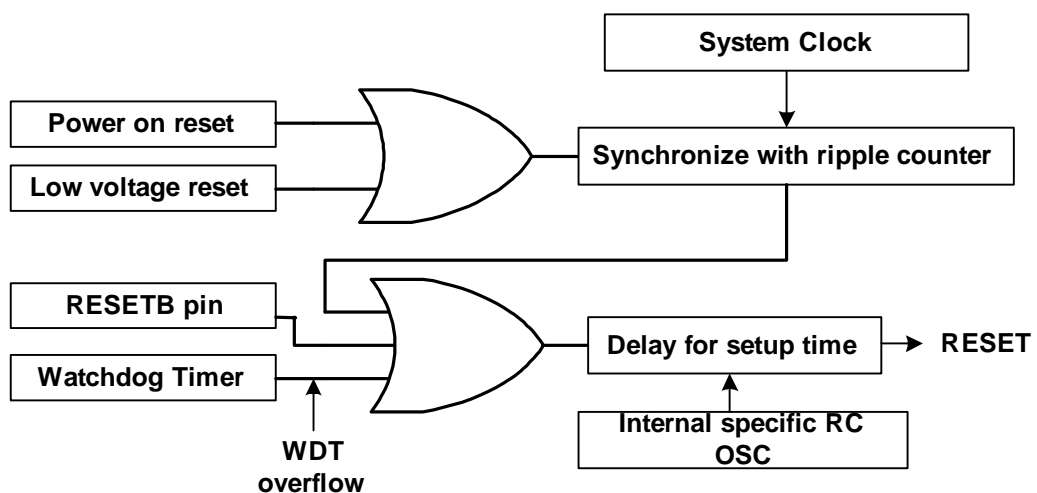 System Clock
Power on reset
Synchronize with ripple counter
Low voltage reset
RESETB pin
Delay for setup time
RESET
Watchdog Timer
Internal specific RC
OSC
WDT
overflow